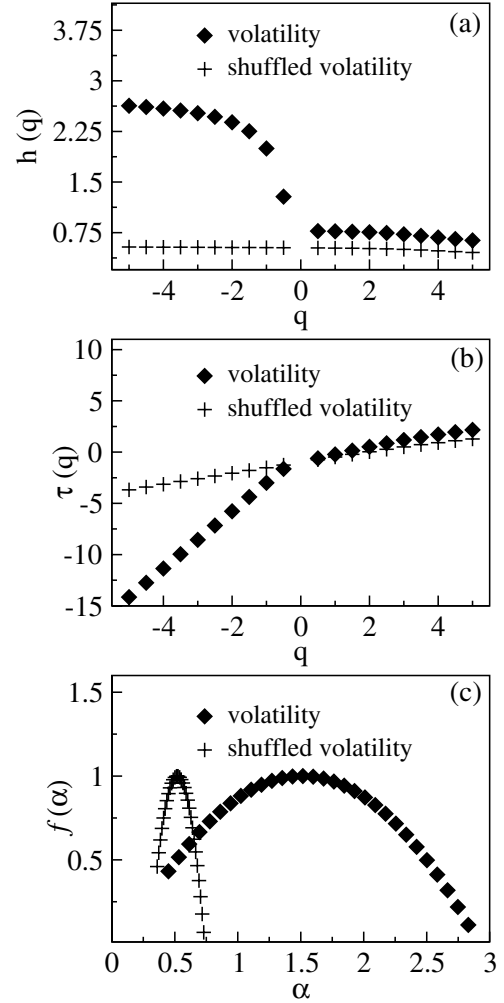 (a)
volatility
shuffled volatility
h (q)
3.75
3
2.25
1.5
0.75
-4 -2 0 2 4
q
(b)
volatility
shuffled volatility
τ (q)
10
5
0
-5
-10
-15
-4 -2 0 2 4
q
(c)
volatility
shuffled volatility
f (α)
1.5
1
0.5
0 0.5 1 1.5 2 2.5 3
α